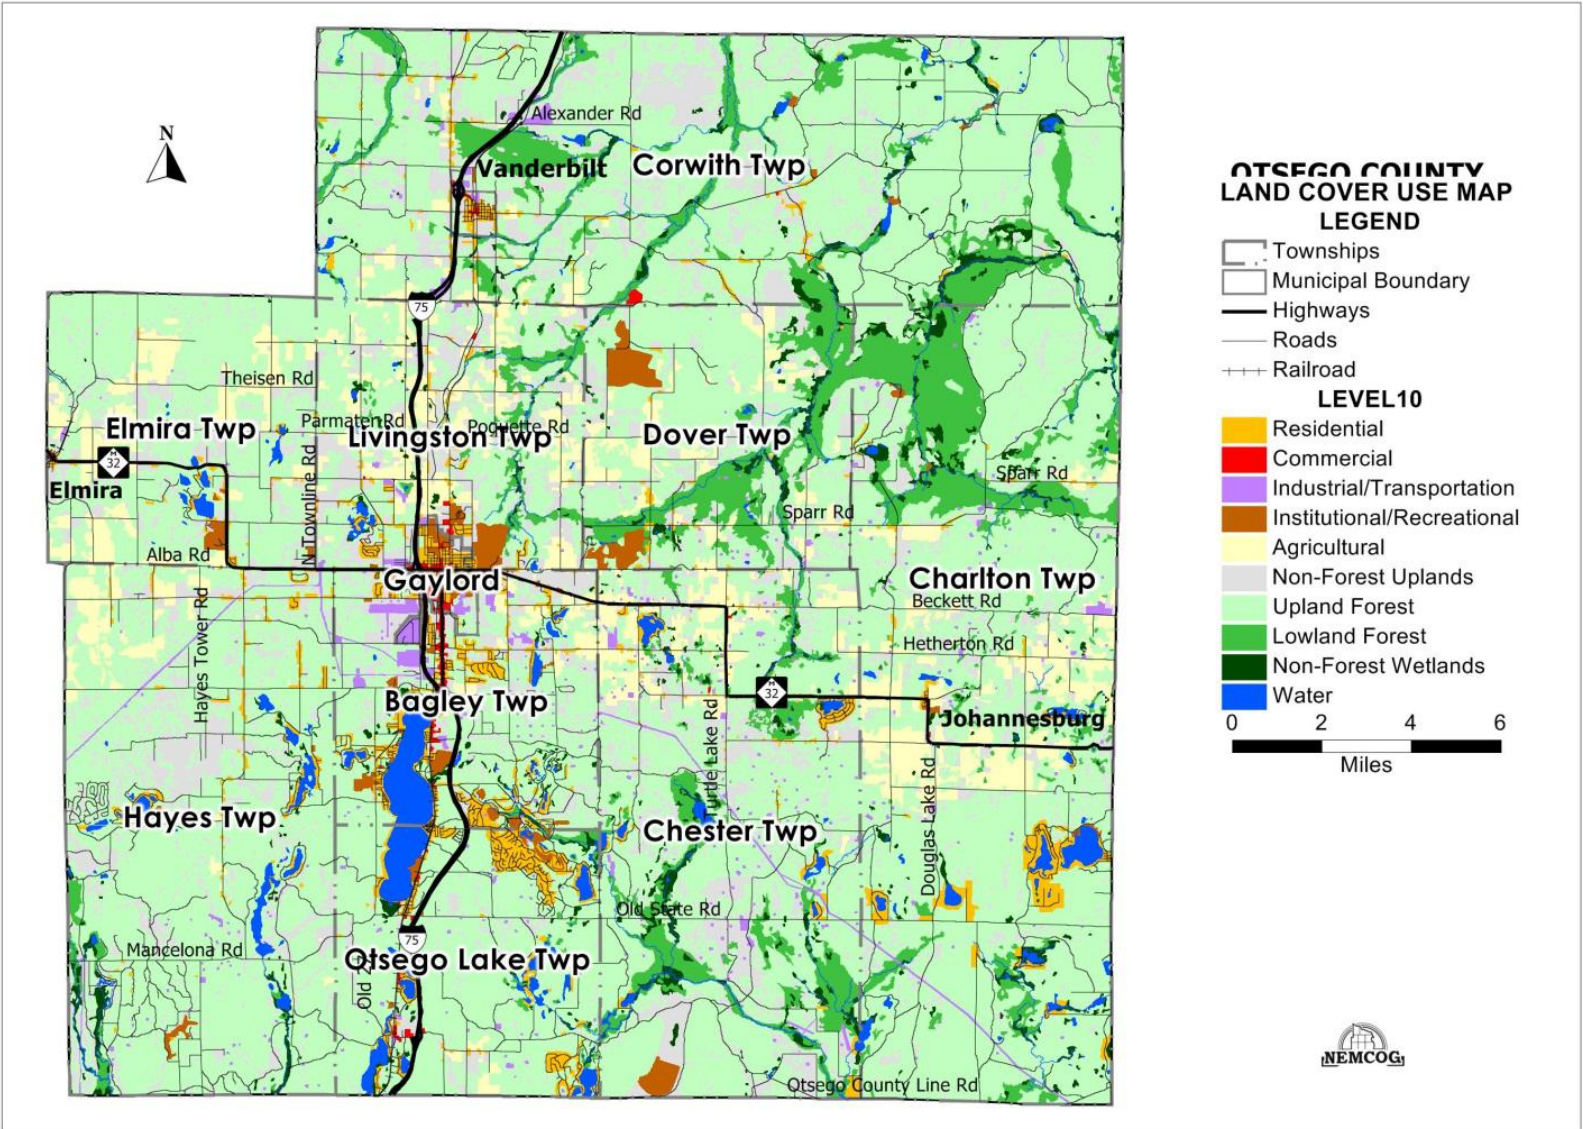 N
Alexander Rd
Vanderbilt
Corwith Twp
75
Theisen Rd
Parmaten Rd
Elmira Twp
Livingston Twp
Poquette Rd
Dover Twp
M
32
Elmira
N Townline Rd
Sparr Rd
Sparr Rd
Alba Rd
Gaylord
Charlton Twp
Beckett Rd
Hayes Tower Rd
Hetherton Rd
M
32
Bagley Twp
Johannesburg
Turtle Lake Rd
Hayes Twp
Chester Twp
Douglas Lake Rd
Old State Rd
75
Mancelona Rd
Otsego Lake Twp
Old 27
Otsego County Line Rd
OTSEGO COUNTY
LAND COVER USE MAP
LEGEND
Townships
Municipal Boundary
Highways
Roads
Railroad
LEVEL10
Residential
Commercial
Industrial/Transportation
Institutional/Recreational
Agricultural
Non-Forest Uplands
Upland Forest
Lowland Forest
Non-Forest Wetlands
Water
0 2 4 6
Miles
NEMCOG